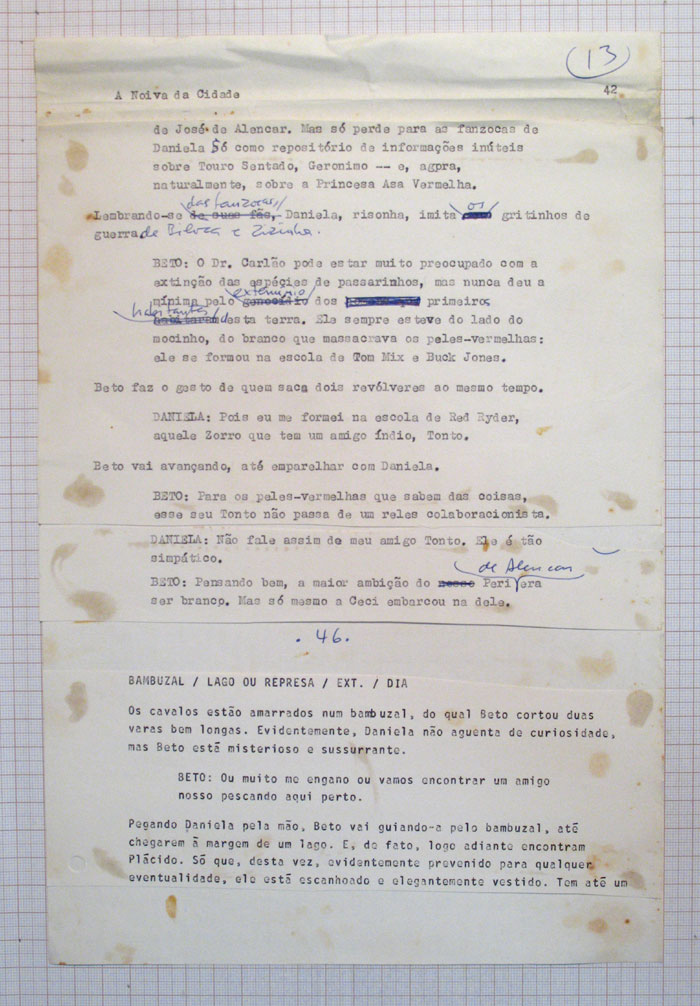 13
A Noiva da Cidade 42
de José de Alencar. Mas só perde para as fanzocas de
Daniela Só como repositório de informações inúteis
sobre Touro Sentado, Geronimo -- e, agora,
naturalmente, sobre a Princesa Asa Vermelha.
das fanzocas, os
Lembrando-se de suas fãs, Daniela, risonha, imita gritinhos de
guerra de e Zizinha.
BETO: O Dr. Carlão pode estar muito preocupado com a
extinção das espécies de passarinhos, mas nunca deu a
extermínio
mínima pelo genocídio dos primeiros
habitantes
habitaram desta terra. Ele sempre esteve do lado do
mocinho, do branco que massacrava os peles-vermelhas:
ele se formou na escola de Tom Mix e Buck Jones.
Beto faz o gesto de quem saca dois revólveres ao mesmo tempo.
DANIELA: Pois eu me formei na escola de Red Ryder,
aquele Zorro que tem um amigo índio, Tonto.
Beto vai avançando, até emparelhar com Daniela.
BETO: Para os peles-vermelhas que sabem das coisas,
esse seu Tonto não passa de um reles colaboracionista.
DANIELA: Não fale assim do meu amigo Tonto. Ele é tão
simpático.
de Alencar
BETO: Pensando bem, a maior ambição do nosso Peri era
ser branco. Mas só mesmo a Ceci embarcou na dele.
. 46.
BAMBUZAL / LAGO OU REPRESA / EXT. / DIA
Os cavalos estão amarrados num bambuzal, do qual Beto cortou duas
varas bem longas. Evidentemente, Daniela não aguenta de curiosidade,
mas Beto está misterioso e sussurrante.
BETO: Ou muito me engano ou vamos encontrar um amigo
nosso pescando aqui perto.
Pegando Daniela pela mão, Beto vai guiando-a pelo bambuzal, até
chegarem à margem de um lago. E, de fato, logo adiante encontram
Plácido. Só que, desta vez, evidentemente prevenido para qualquer
eventualidade, ele está escanhoado e elegantemente vestido. Tem até um